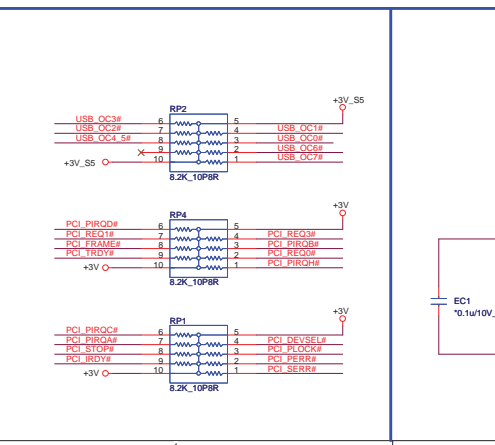 RP2
+3V_S5
USB_OC3# 6 5
USB_OC2# 7 4 USB_OC1#
USB_OC4_5# 8 3 USB_OC0#
9 2 USB_OC6#
+3V_S5 10 1 USB_OC7#
8.2K_10P8R
RP4
+3V
PCI_PIRQD# 6 5
PCI_REQ1# 7 4 PCI_REQ3#
PCI_FRAME# 8 3 PCI_PIRQB#
PCI_TRDY# 9 2 PCI_REQ0#
+3V 10 1 PCI_PIRQH#
8.2K_10P8R
EC1
*0.1u/10V_
RP1
+3V
PCI_PIRQC# 6 5
PCI_PIRQA# 7 4 PCI_DEVSEL#
PCI_STOP# 8 3 PCI_PLOCK#
PCI_IRDY# 9 2 PCI_PERR#
+3V 10 1 PCI_SERR#
8.2K_10P8R